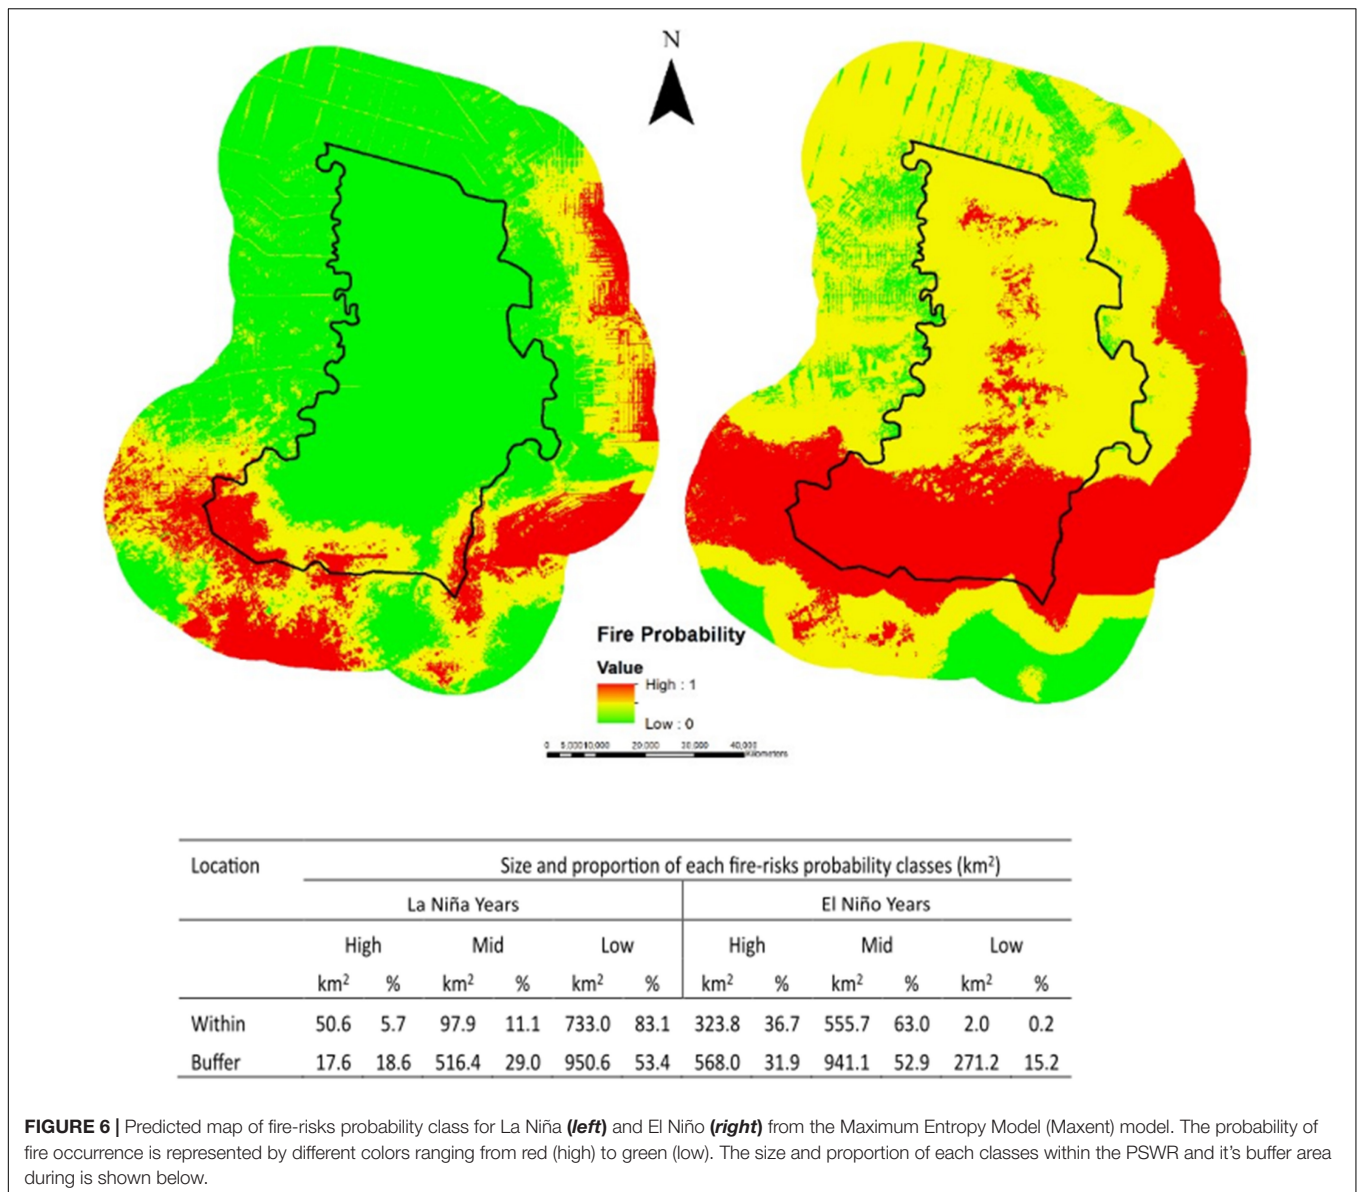 N
Fire Probability
Value
High : 1
Low : 0
0 5,00010,000 20,000 30,000 40,000
Kilometers
Location Size and proportion of each fire-risks probability classes (km²)
La Niña Years El Niño Years
High Mid Low High Mid Low
km² % km² % km² % km² % km² % km² %
Within 50.6 5.7 97.9 11.1 733.0 83.1 323.8 36.7 555.7 63.0 2.0 0.2
Buffer 17.6 18.6 516.4 29.0 950.6 53.4 568.0 31.9 941.1 52.9 271.2 15.2
FIGURE 6 | Predicted map of fire-risks probability class for La Niña (left) and El Niño (right) from the Maximum Entropy Model (Maxent) model. The probability of
fire occurrence is represented by different colors ranging from red (high) to green (low). The size and proportion of each classes within the PSWR and it's buffer area
during is shown below.